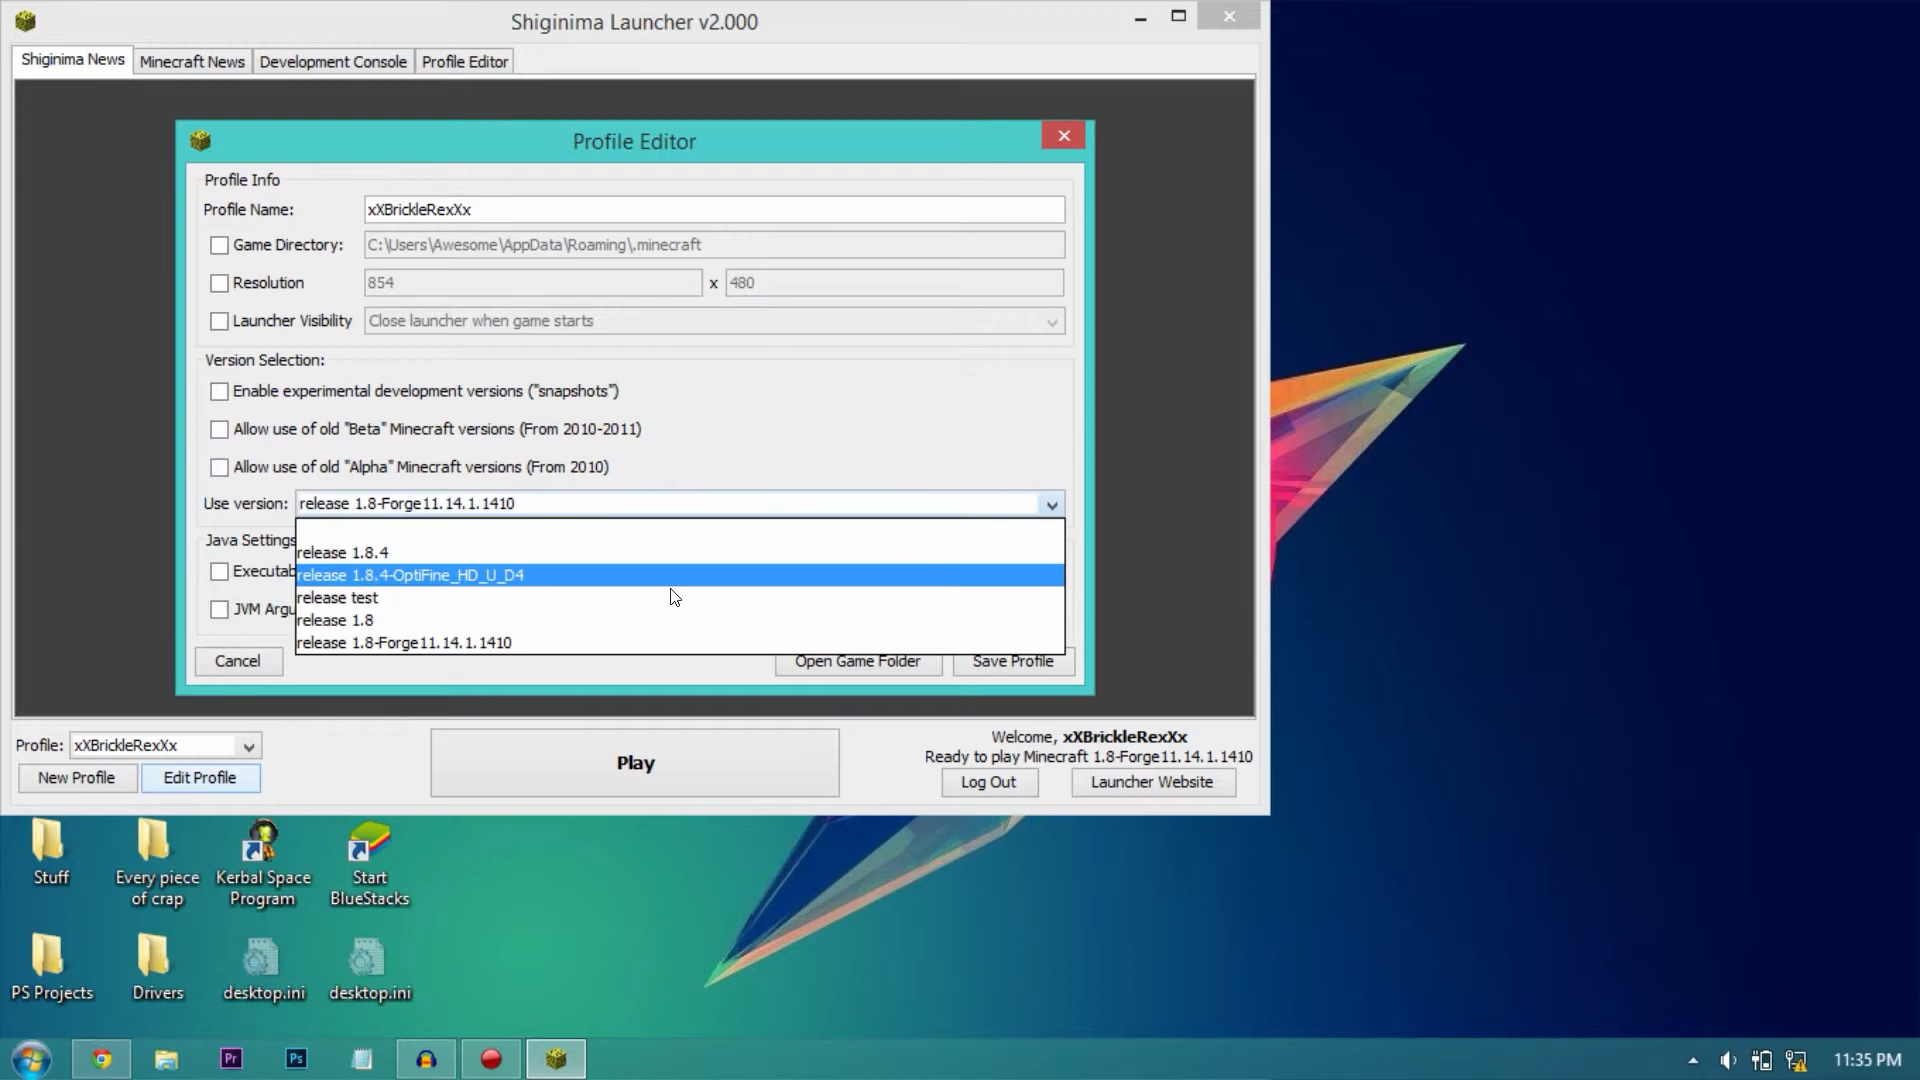 Shiginima Launcher v2.000
Shiginima News
Minecraft News
Development Console
Profile Editor
Profile Editor
Profile Info
Profile Name:
xXBrickleRexXx
Game Directory:
C:\Users\Awesome\AppData\Roaming\.minecraft
Resolution
854
x
480
Launcher Visibility
Close launcher when game starts
Version Selection:
Enable experimental development versions ("snapshots")
Allow use of old "Beta" Minecraft versions (From 2010-2011)
Allow use of old "Alpha" Minecraft versions (From 2010)
Use version:
release 1.8-Forge11.14.1.1410
release 1.8.4
release 1.8.4-OptiFine_HD_U_D4
release test
release 1.8
release 1.8-Forge11.14.1.1410
Java Settings
Executab
JVM Argu
Cancel
Open Game Folder
Save Profile
Profile:
xXBrickleRexXx
New Profile
Edit Profile
Play
Welcome, xXBrickleRexXx
Ready to play Minecraft 1.8-Forge11.14.1.1410
Log Out
Launcher Website
Stuff
Every piece
of crap
Kerbal Space
Program
Start
BlueStacks
PS Projects
Drivers
desktop.ini
desktop.ini
Pr
Ps
11:35 PM